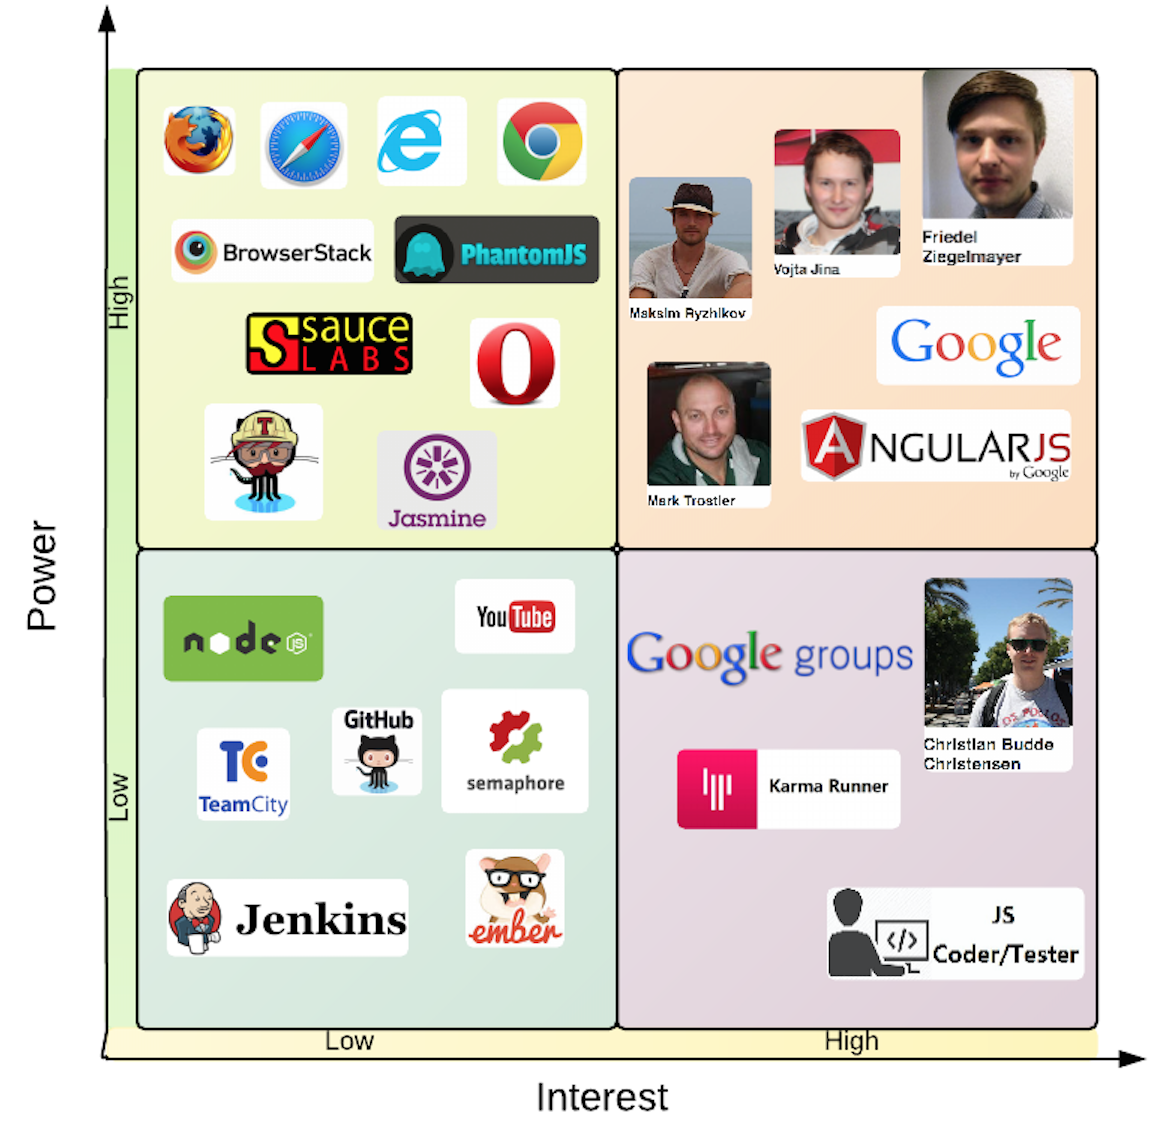 Power
High
Low
BrowserStack
PhantomJS
sauce
LABS
T
Jasmine
Maksim Ryzhikov
Vojta Jina
Friedel
Ziegelmayer
Google
Mark Trostler
ANGULARJS
by Google
node
JS
YouTube
TC
TeamCity
GitHub
semaphore
Jenkins
ember
Google groups
Christian Budde
Christensen
Karma Runner
</>
JS
Coder/Tester
Low
High
Interest